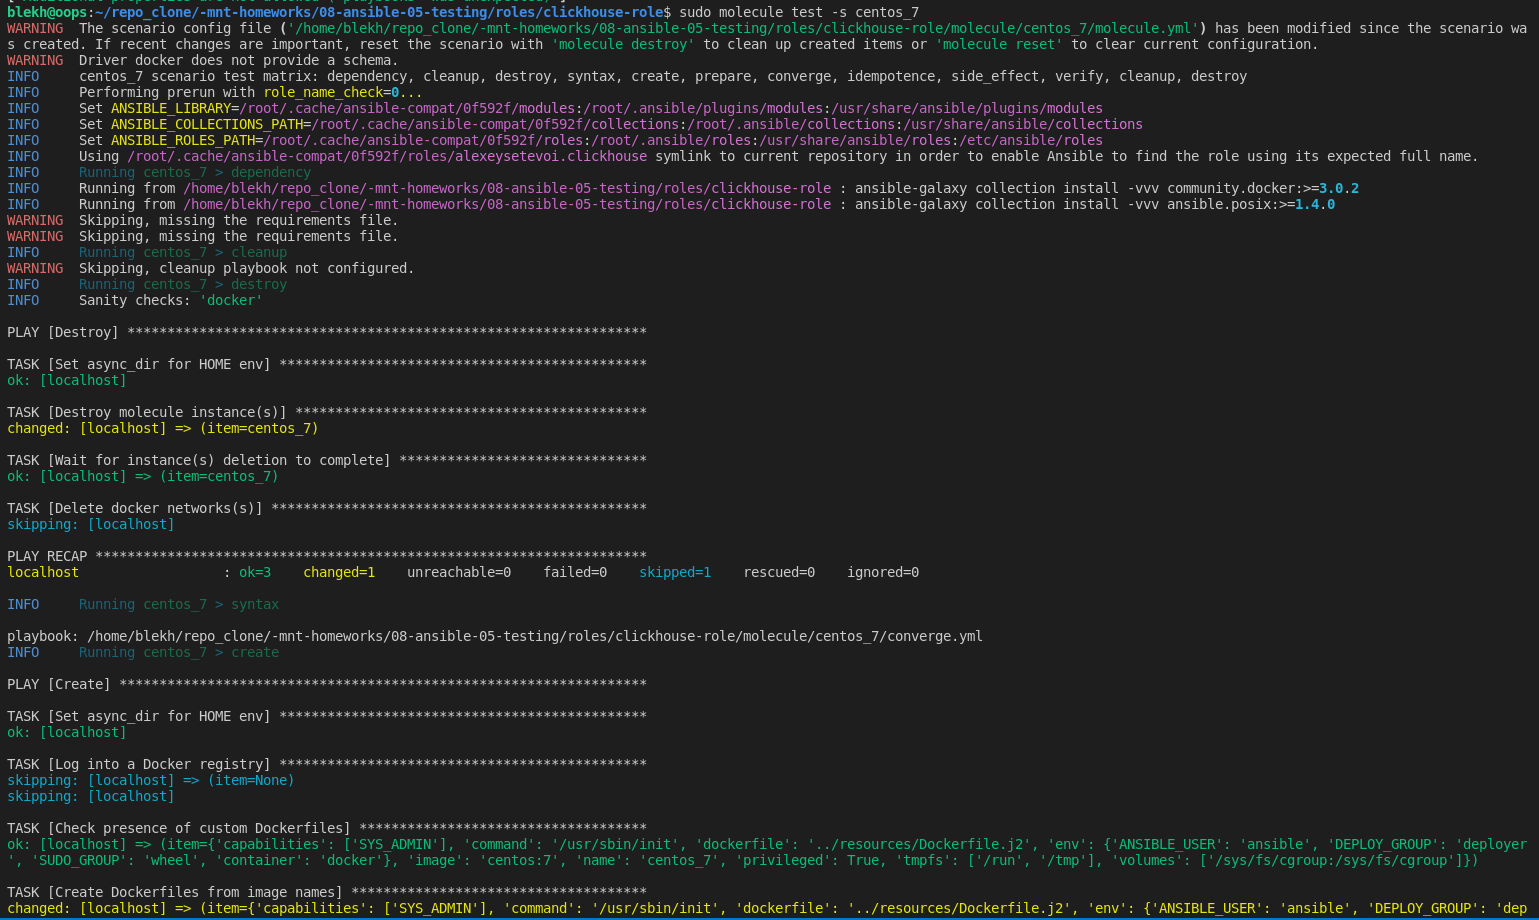 [ Additional properties are not allowed ('playbooks' was unexpected) ]
blekh@oops:~/repo_clone/-mnt-homeworks/08-ansible-05-testing/roles/clickhouse-role$ sudo molecule test -s centos_7
WARNING  The scenario config file ('/home/blekh/repo_clone/-mnt-homeworks/08-ansible-05-testing/roles/clickhouse-role/molecule/centos_7/molecule.yml') has been modified since the scenario wa
s created. If recent changes are important, reset the scenario with 'molecule destroy' to clean up created items or 'molecule reset' to clear current configuration.
WARNING  Driver docker does not provide a schema.
INFO     centos_7 scenario test matrix: dependency, cleanup, destroy, syntax, create, prepare, converge, idempotence, side_effect, verify, cleanup, destroy
INFO     Performing prerun with role_name_check=0...
INFO     Set ANSIBLE_LIBRARY=/root/.cache/ansible-compat/0f592f/modules:/root/.ansible/plugins/modules:/usr/share/ansible/plugins/modules
INFO     Set ANSIBLE_COLLECTIONS_PATH=/root/.cache/ansible-compat/0f592f/collections:/root/.ansible/collections:/usr/share/ansible/collections
INFO     Set ANSIBLE_ROLES_PATH=/root/.cache/ansible-compat/0f592f/roles:/root/.ansible/roles:/usr/share/ansible/roles:/etc/ansible/roles
INFO     Using /root/.cache/ansible-compat/0f592f/roles/alexeysetevoi.clickhouse symlink to current repository in order to enable Ansible to find the role using its expected full name.
INFO     Running centos_7 > dependency
INFO     Running from /home/blekh/repo_clone/-mnt-homeworks/08-ansible-05-testing/roles/clickhouse-role : ansible-galaxy collection install -vvv community.docker:>=3.0.2
INFO     Running from /home/blekh/repo_clone/-mnt-homeworks/08-ansible-05-testing/roles/clickhouse-role : ansible-galaxy collection install -vvv ansible.posix:>=1.4.0
WARNING  Skipping, missing the requirements file.
WARNING  Skipping, missing the requirements file.
INFO     Running centos_7 > cleanup
WARNING  Skipping, cleanup playbook not configured.
INFO     Running centos_7 > destroy
INFO     Sanity checks: 'docker'
PLAY [Destroy] *****************************************************************
TASK [Set async_dir for HOME env] **********************************************
ok: [localhost]
TASK [Destroy molecule instance(s)] ********************************************
changed: [localhost] => (item=centos_7)
TASK [Wait for instance(s) deletion to complete] *******************************
ok: [localhost] => (item=centos_7)
TASK [Delete docker networks(s)] ***********************************************
skipping: [localhost]
PLAY RECAP *********************************************************************
localhost                  : ok=3    changed=1    unreachable=0    failed=0    skipped=1    rescued=0    ignored=0
INFO     Running centos_7 > syntax
playbook: /home/blekh/repo_clone/-mnt-homeworks/08-ansible-05-testing/roles/clickhouse-role/molecule/centos_7/converge.yml
INFO     Running centos_7 > create
PLAY [Create] ******************************************************************
TASK [Set async_dir for HOME env] **********************************************
ok: [localhost]
TASK [Log into a Docker registry] **********************************************
skipping: [localhost] => (item=None)
skipping: [localhost]
TASK [Check presence of custom Dockerfiles] ************************************
ok: [localhost] => (item={'capabilities': ['SYS_ADMIN'], 'command': '/usr/sbin/init', 'dockerfile': '../resources/Dockerfile.j2', 'env': {'ANSIBLE_USER': 'ansible', 'DEPLOY_GROUP': 'deployer
', 'SUDO_GROUP': 'wheel', 'container': 'docker'}, 'image': 'centos:7', 'name': 'centos_7', 'privileged': True, 'tmpfs': ['/run', '/tmp'], 'volumes': ['/sys/fs/cgroup:/sys/fs/cgroup']})
TASK [Create Dockerfiles from image names] *************************************
changed: [localhost] => (item={'capabilities': ['SYS_ADMIN'], 'command': '/usr/sbin/init', 'dockerfile': '../resources/Dockerfile.j2', 'env': {'ANSIBLE_USER': 'ansible', 'DEPLOY_GROUP': 'dep